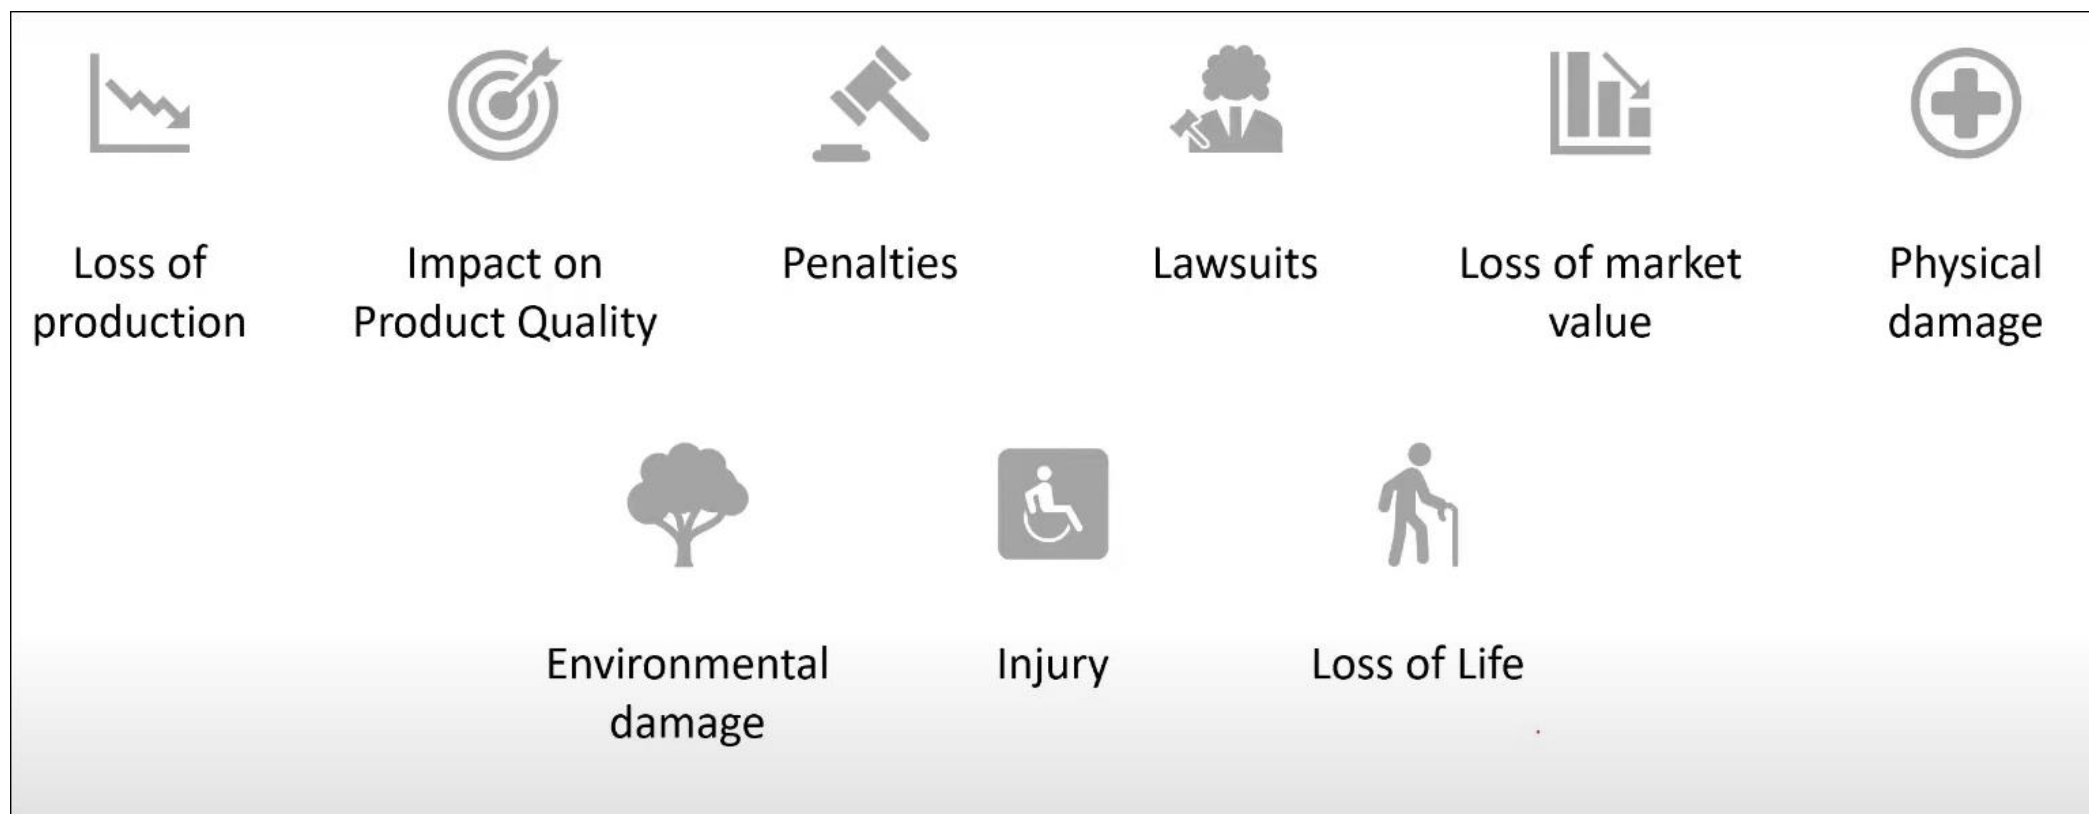 Loss of
production
Impact on
Product Quality
Penalties
Lawsuits
Loss of market
value
Physical
damage
Environmental
damage
Injury
Loss of Life